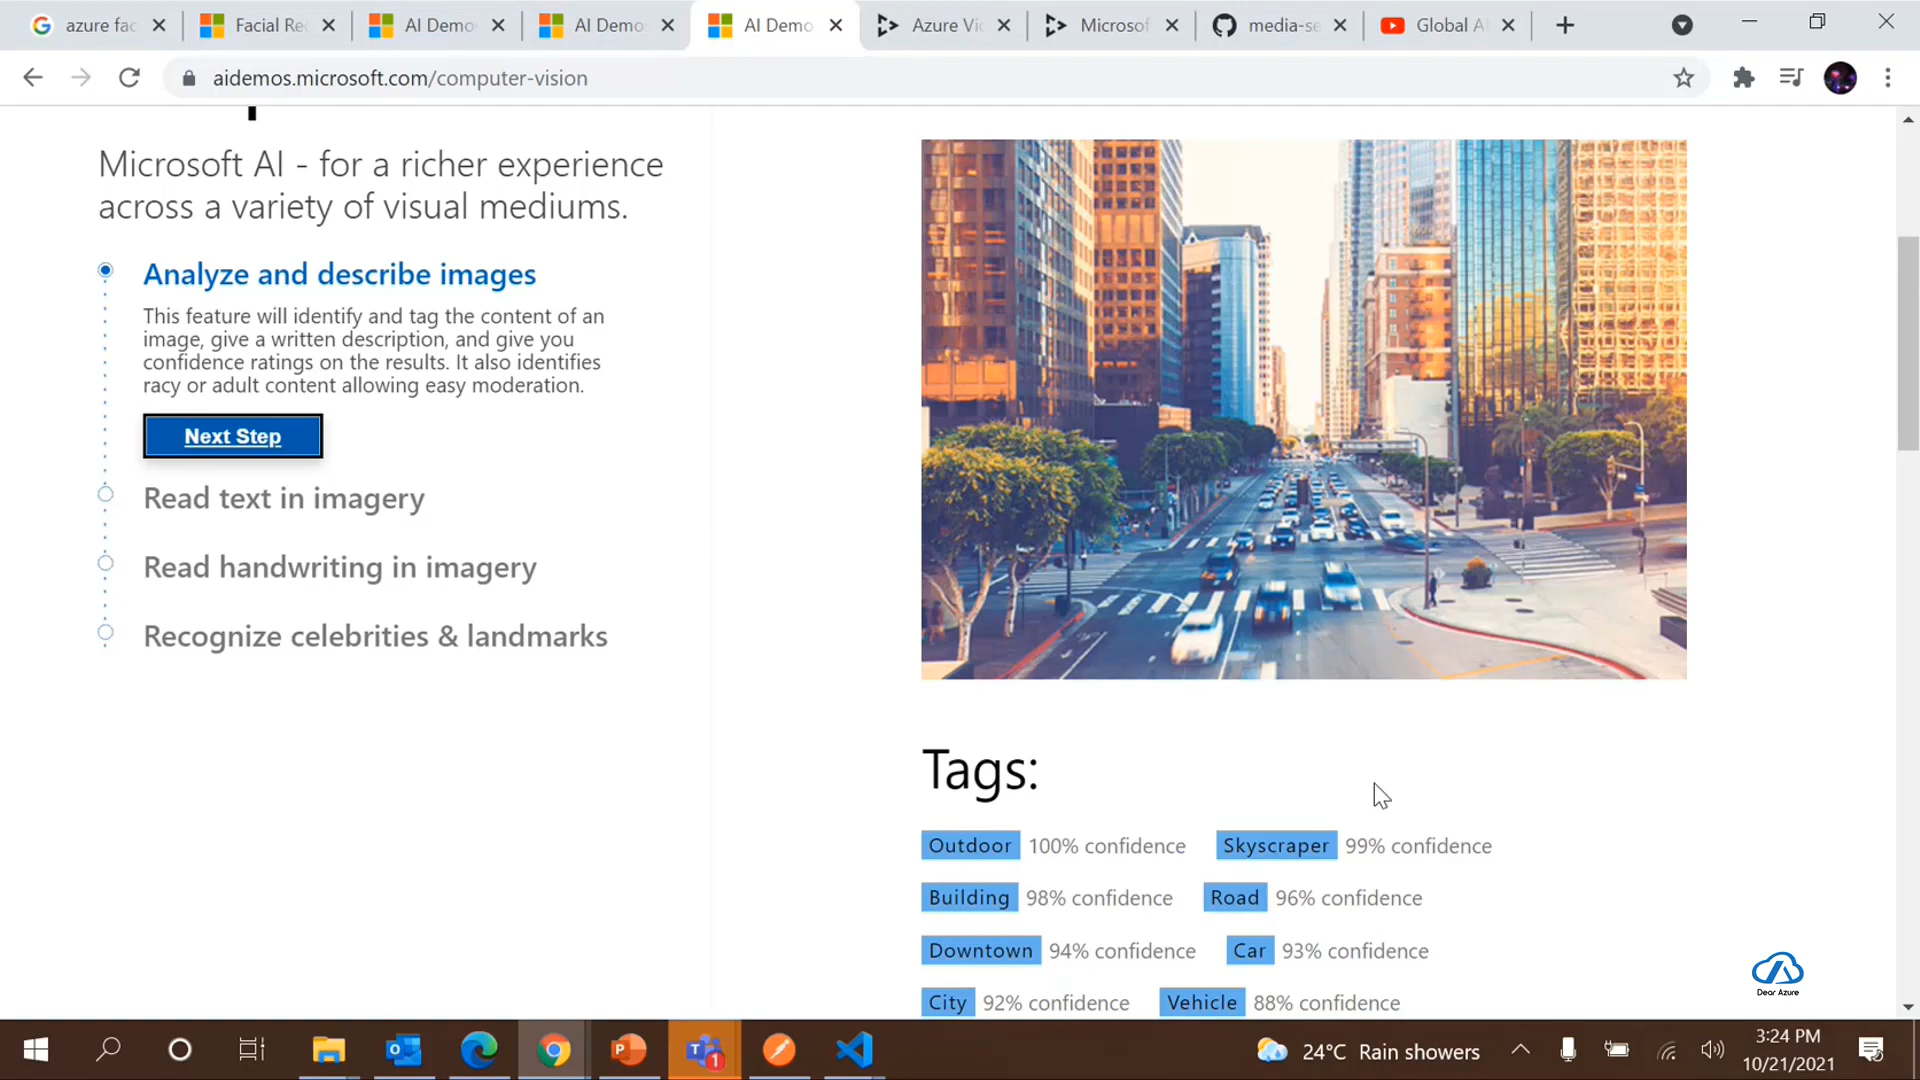 azure fac
Facial Re
AI Demo
AI Demo
AI Demo
Azure Vi
Microsof
media-se
Global A
aidemos.microsoft.com/computer-vision
Microsoft AI - for a richer experience
across a variety of visual mediums.
Analyze and describe images
This feature will identify and tag the content of an
image, give a written description, and give you
confidence ratings on the results. It also identifies
racy or adult content allowing easy moderation.
Next Step
Read text in imagery
Read handwriting in imagery
Recognize celebrities & landmarks
Tags:
Outdoor 100% confidence Skyscraper 99% confidence
Building 98% confidence Road 96% confidence
Downtown 94% confidence Car 93% confidence
City 92% confidence Vehicle 88% confidence
Dear Azure
24°C Rain showers
3:24 PM
10/21/2021